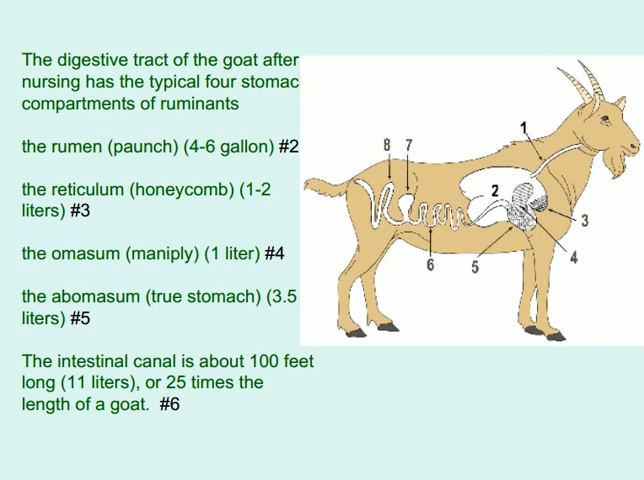 The digestive tract of the goat after
nursing has the typical four stomac
compartments of ruminants
the rumen (paunch) (4-6 gallon) #2
the reticulum (honeycomb) (1-2
liters) #3
the omasum (maniply) (1 liter) #4
the abomasum (true stomach) (3.5
liters) #5
The intestinal canal is about 100 feet
long (11 liters), or 25 times the
length of a goat. #6
1
8 7
2
3
4
6 5